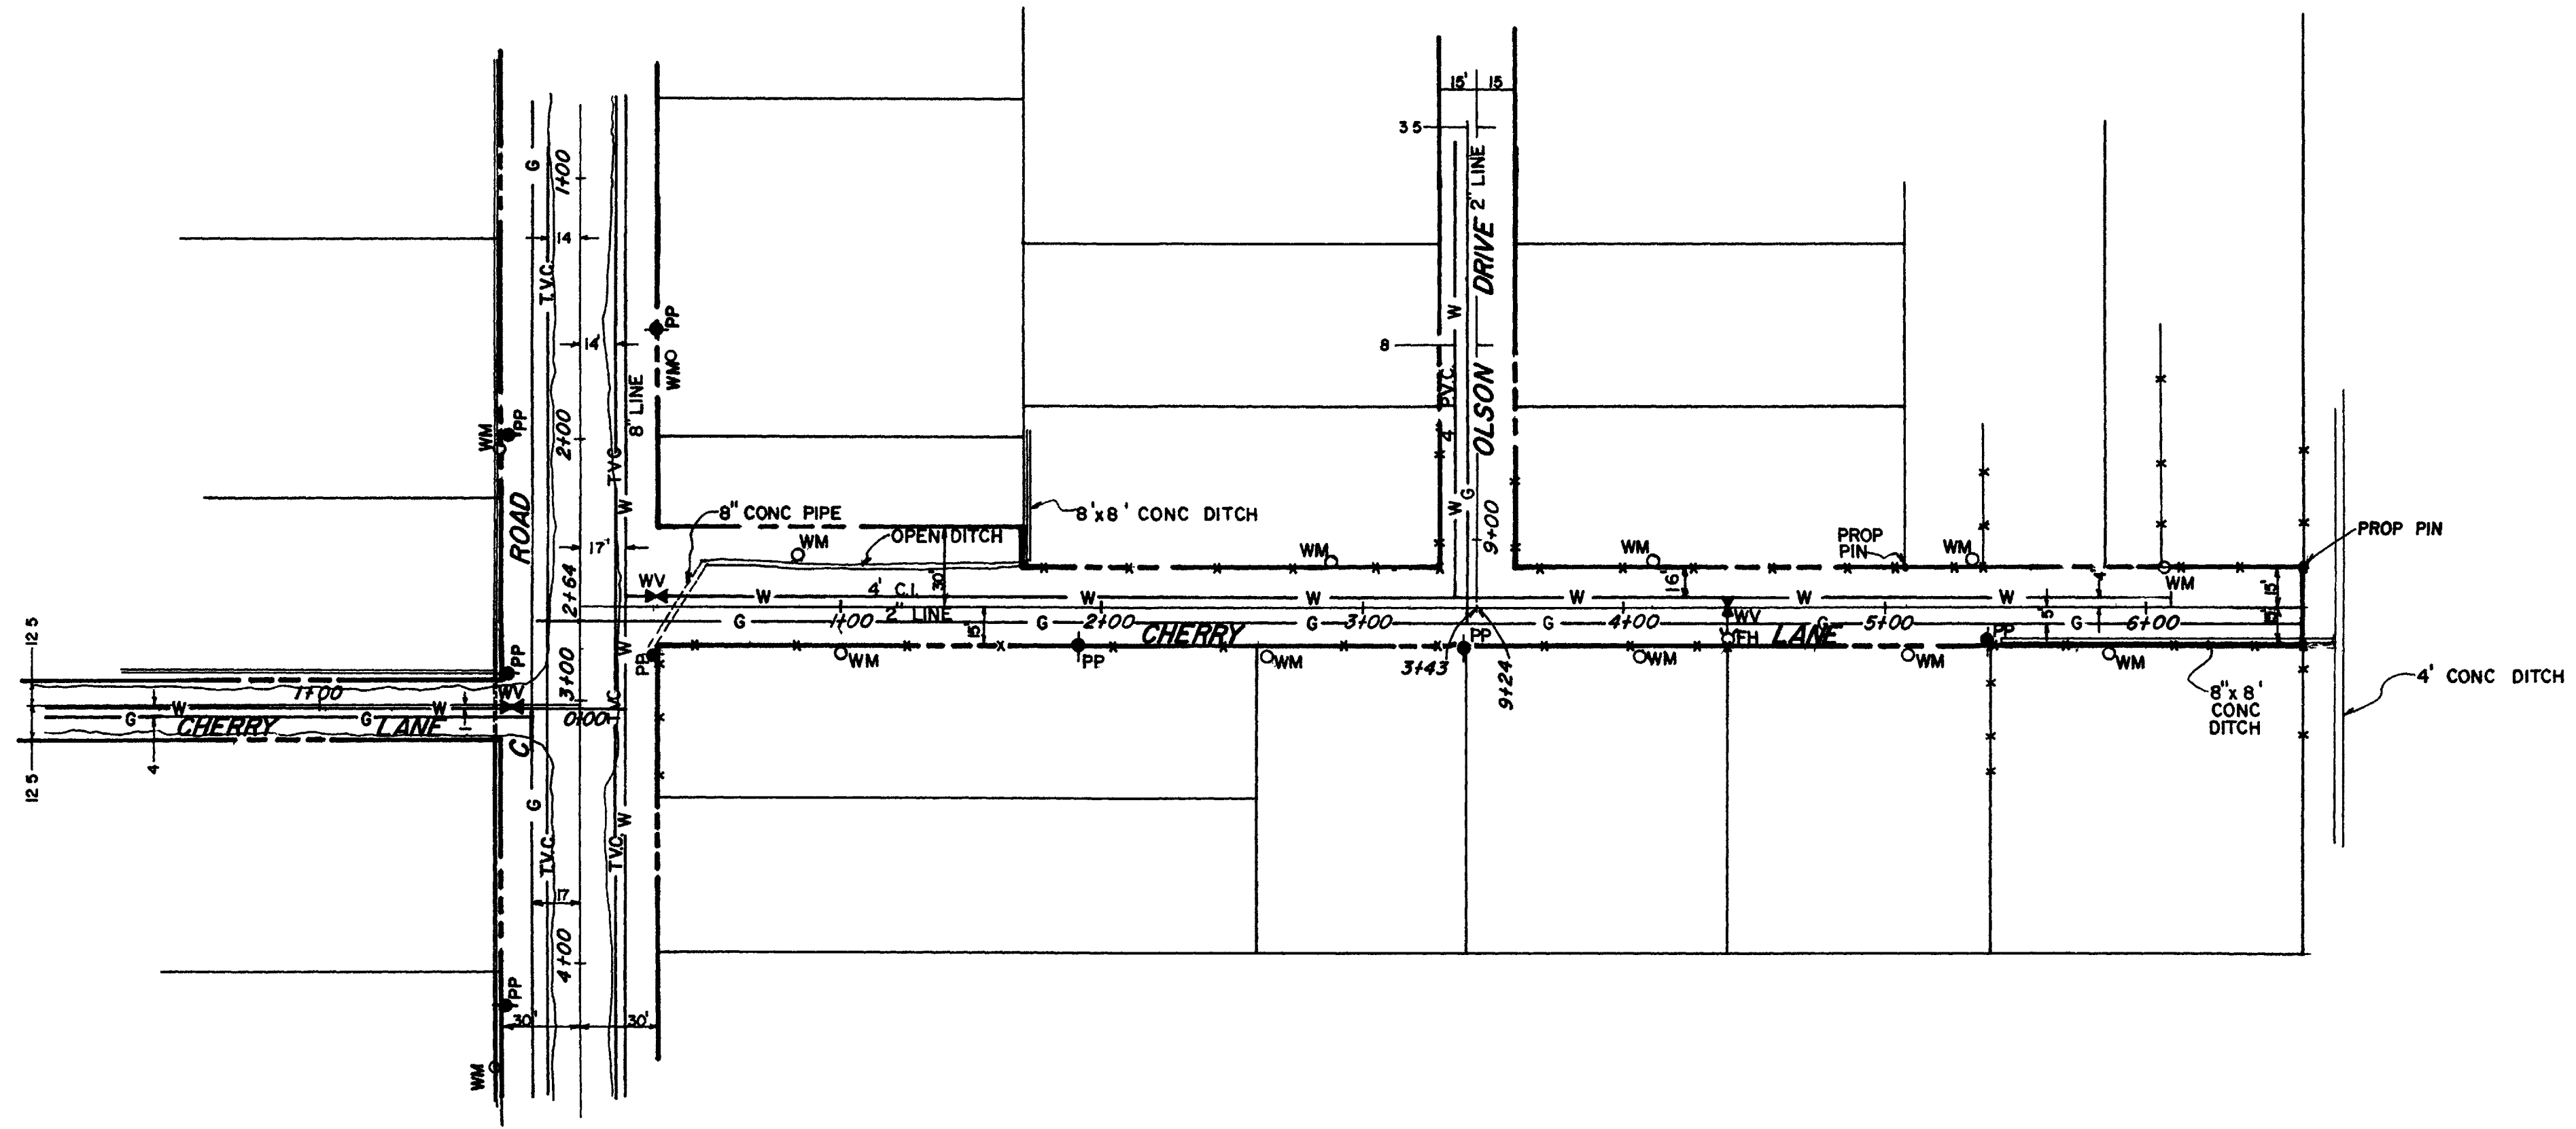 15' 15
35
G
1+00
2" LINE
W
14
T.V.C.
OLSON DRIVE
PP
WM
14'
8
8" LINE
4" P.V.C.
WM
PP
2+00
T.V.C.
W
ROAD
8" CONC PIPE
8'x8' CONC DITCH
OPEN DITCH
WM
17'
W
G
9+00
WM
WM
PROP
PIN
WM
PROP PIN
2+64
WV
4' C.I.
30'
16'
4'
WM
15'
W
W
W
W
W
W
2" LINE
15'
1+00
2+00
3+00
4+00
5+00
6+00
G
G
G
G
G
CHERRY
LANE
WV
FH
5'
15'
PP
WM
PP
WM
3+43
PP
9+24
WM
WM
PP
WM
8"x8'
CONC
DITCH
4' CONC DITCH
12.5
PP
W
3+00
1+00
WV
W
W
0+00
G
G
CHERRY LANE
1
4
12.5
C
G
T.V.C.
T.V.C.
W
17
4+00
PP
30'
30'
WM